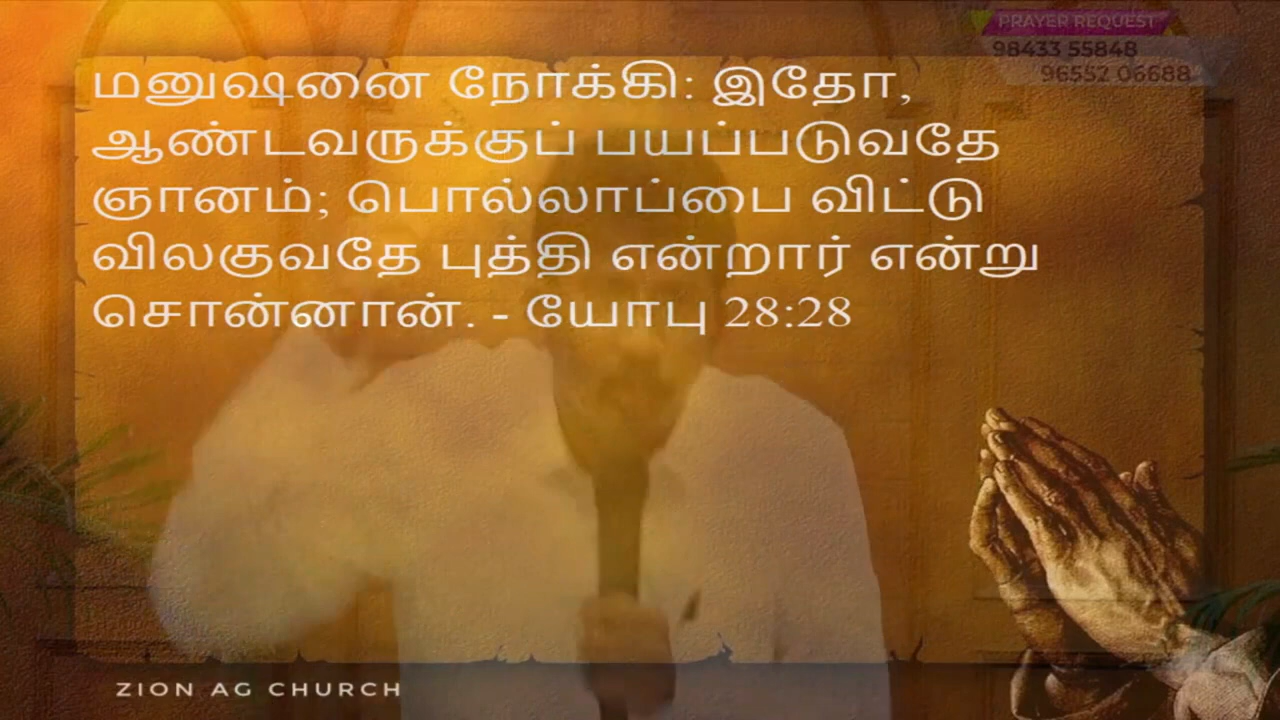 PRAYER REQUEST
98433 55848
96552 06688
மனுஷனை நோக்கி: இதோ,
ஆண்டவருக்குப் பயப்படுவதே
ஞானம்; பொல்லாப்பை விட்டு
விலகுவதே புத்தி என்றார் என்று
சொன்னான். - யோபு 28:28
ZION AG CHURCH